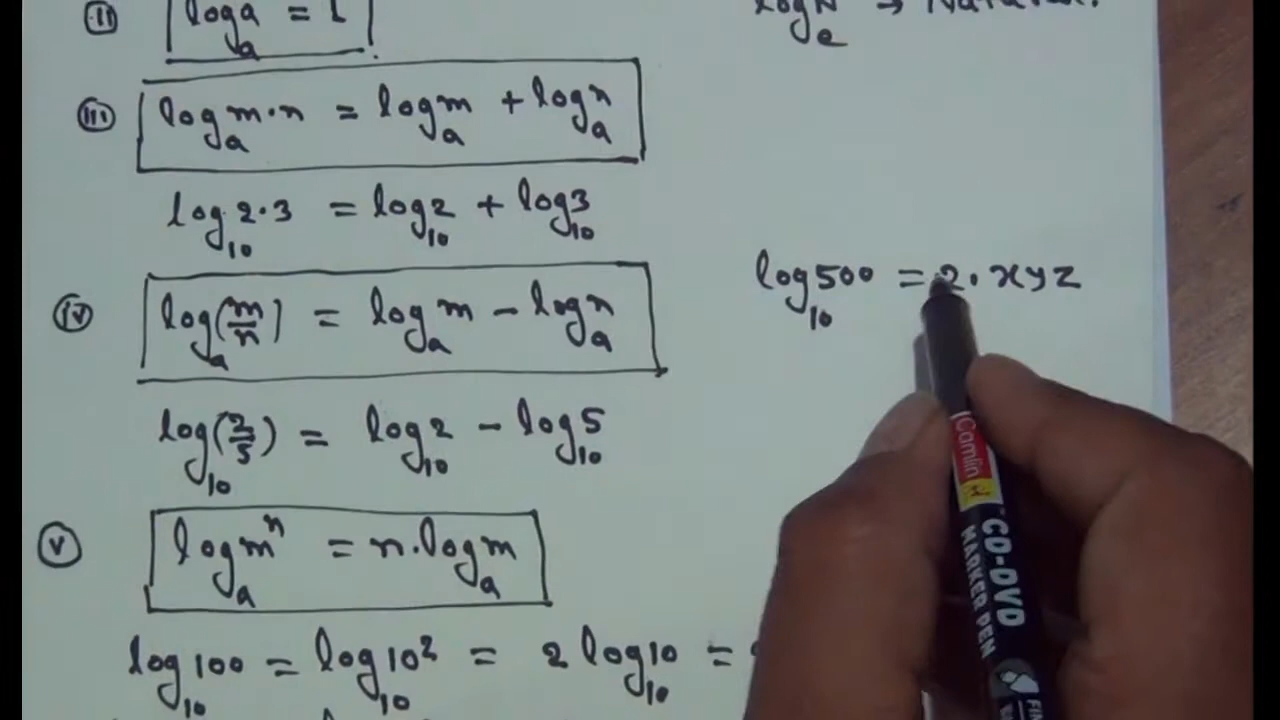 (ii) logₐa = 1
logₑN →
(iii) logₐm·n = logₐm + logₐn
log₁₀2·3 = log₁₀2 + log₁₀3
(iv) logₐ(m/n) = logₐm − logₐn
log₁₀500 = 2.xyz
log₁₀(2/5) = log₁₀2 − log₁₀5
(v) logₐmⁿ = n·logₐm
log₁₀100 = log₁₀10² = 2 log₁₀10 =
Camlin
CD-DVD
MARKER PEN